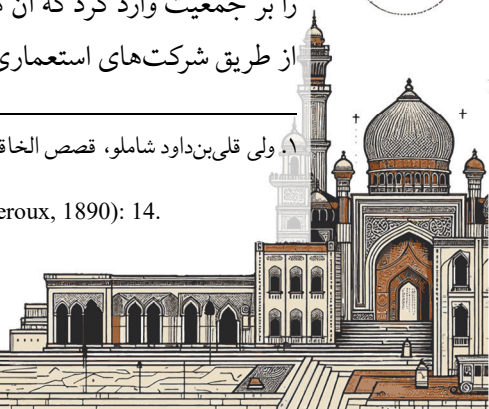 را بر جمعیت وارد کرد که آن
از طریق شرکت‌های استعماری
۱. ولی قلی‌بن‌داود شاملو، قصص الخاق
eroux, 1890): 14.